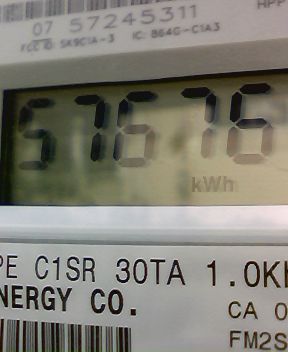 HPP
07 57245311
FCC ID SK9C1A-3 IC: 864G-C1A3
57676
kWh
PE C1SR 30TA 1.0K
NERGY CO.
CA 0
FM2S